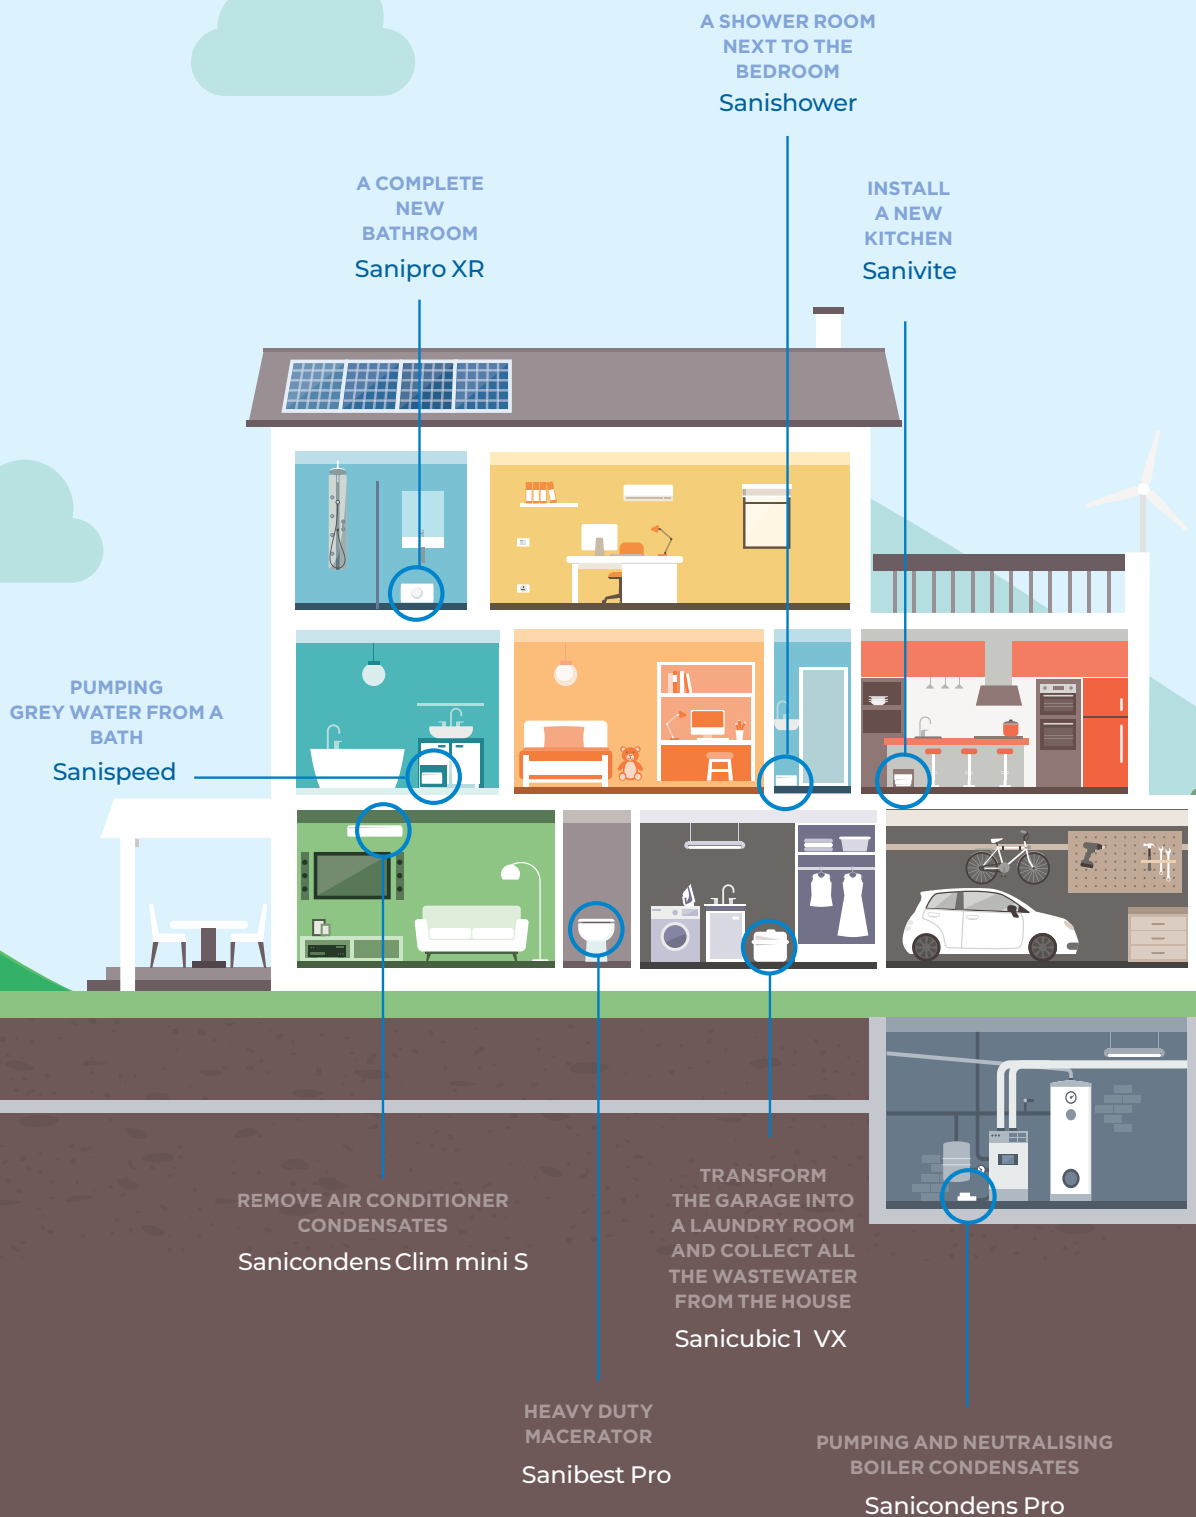 A SHOWER ROOM
NEXT TO THE
BEDROOM
Sanishower
A COMPLETE
NEW
BATHROOM
Sanipro XR
INSTALL
A NEW
KITCHEN
Sanivite
PUMPING
GREY WATER FROM A
BATH
Sanispeed
REMOVE AIR CONDITIONER
CONDENSATES
Sanicondens Clim mini S
TRANSFORM
THE GARAGE INTO
A LAUNDRY ROOM
AND COLLECT ALL
THE WASTEWATER
FROM THE HOUSE
Sanicubic 1 VX
HEAVY DUTY
MACERATOR
Sanibest Pro
PUMPING AND NEUTRALISING
BOILER CONDENSATES
Sanicondens Pro